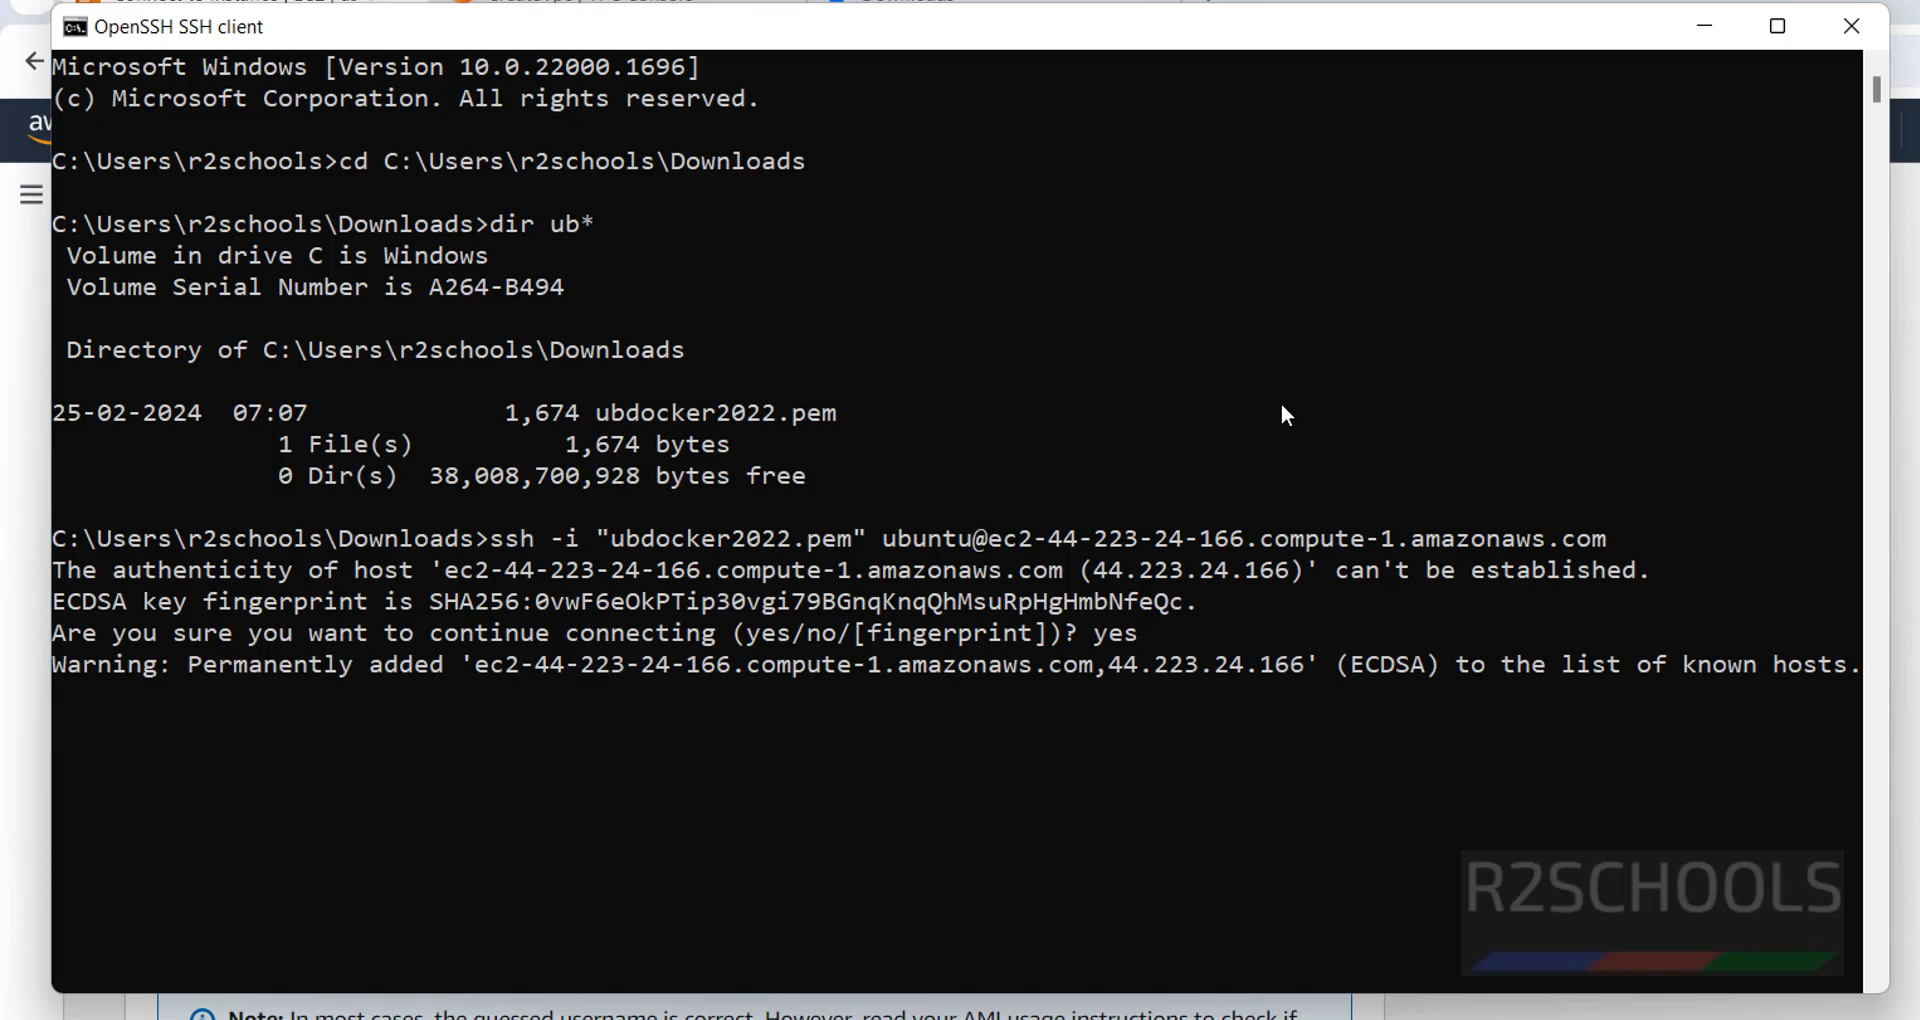 OpenSSH SSH client
Microsoft Windows [Version 10.0.22000.1696]
(c) Microsoft Corporation. All rights reserved.
C:\Users\r2schools>cd C:\Users\r2schools\Downloads
C:\Users\r2schools\Downloads>dir ub*
Volume in drive C is Windows
Volume Serial Number is A264-B494
Directory of C:\Users\r2schools\Downloads
25-02-2024 07:07 1,674 ubdocker2022.pem
1 File(s) 1,674 bytes
0 Dir(s) 38,008,700,928 bytes free
C:\Users\r2schools\Downloads>ssh -i "ubdocker2022.pem" ubuntu@ec2-44-223-24-166.compute-1.amazonaws.com
The authenticity of host 'ec2-44-223-24-166.compute-1.amazonaws.com (44.223.24.166)' can't be established.
ECDSA key fingerprint is SHA256:0vwF6eOkPTip30vgi79BGnqKnqQhMsuRpHgHmbNfeQc.
Are you sure you want to continue connecting (yes/no/[fingerprint])? yes
Warning: Permanently added 'ec2-44-223-24-166.compute-1.amazonaws.com,44.223.24.166' (ECDSA) to the list of known hosts.
R2SCHOOLS
Note: In most cases, the guessed username is correct. However, read your AMI usage instructions to check if